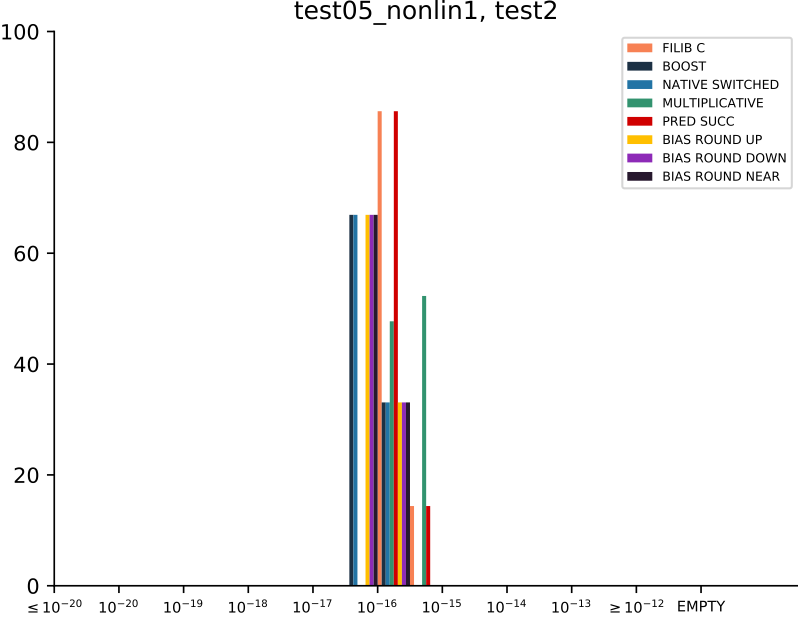 test05_nonlin1, test2
100
80
60
40
20
0
FILIB C
BOOST
NATIVE SWITCHED
MULTIPLICATIVE
PRED SUCC
BIAS ROUND UP
BIAS ROUND DOWN
BIAS ROUND NEAR
≤10⁻²⁰ 10⁻²⁰ 10⁻¹⁹ 10⁻¹⁸ 10⁻¹⁷ 10⁻¹⁶ 10⁻¹⁵ 10⁻¹⁴ 10⁻¹³ ≥10⁻¹² EMPTY